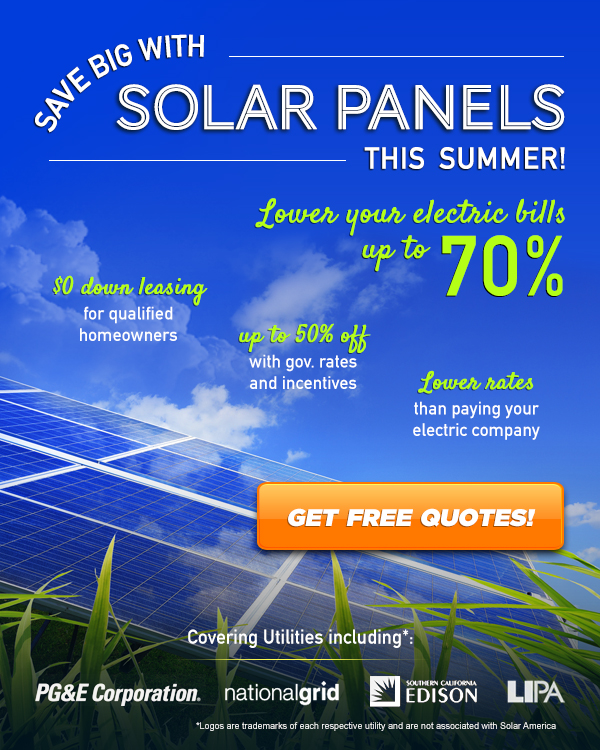 SAVE BIG WITH
SOLAR PANELS
THIS SUMMER!
Lower your electric bills
up to 70%
$0 down leasing
for qualified
homeowners
up to 50% off
with gov. rates
and incentives
Lower rates
than paying your
electric company
GET FREE QUOTES!
Covering Utilities including*:
PG&E Corporation.
nationalgrid
SOUTHERN CALIFORNIA
EDISON
LIPA
*Logos are trademarks of each respective utility and are not associated with Solar America